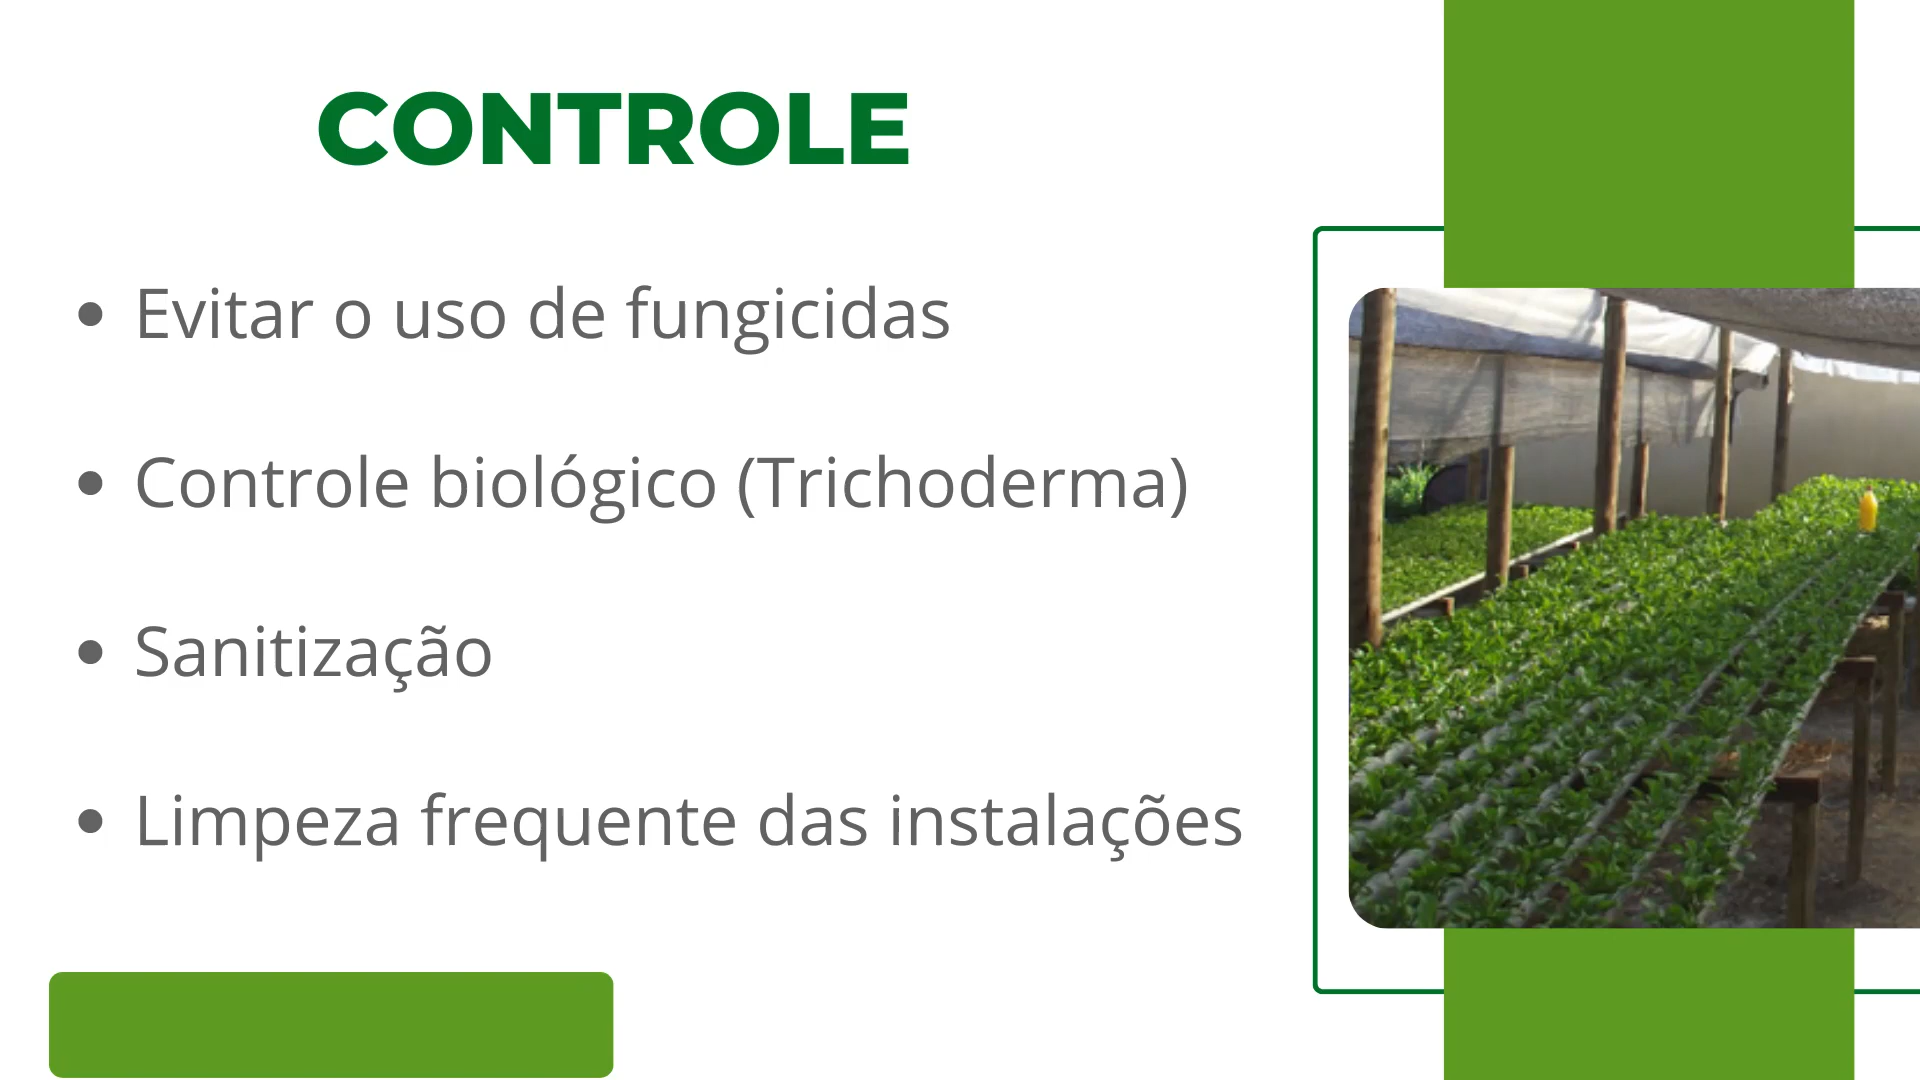 CONTROLE
• Evitar o uso de fungicidas
• Controle biológico (Trichoderma)
• Sanitização
• Limpeza frequente das instalações